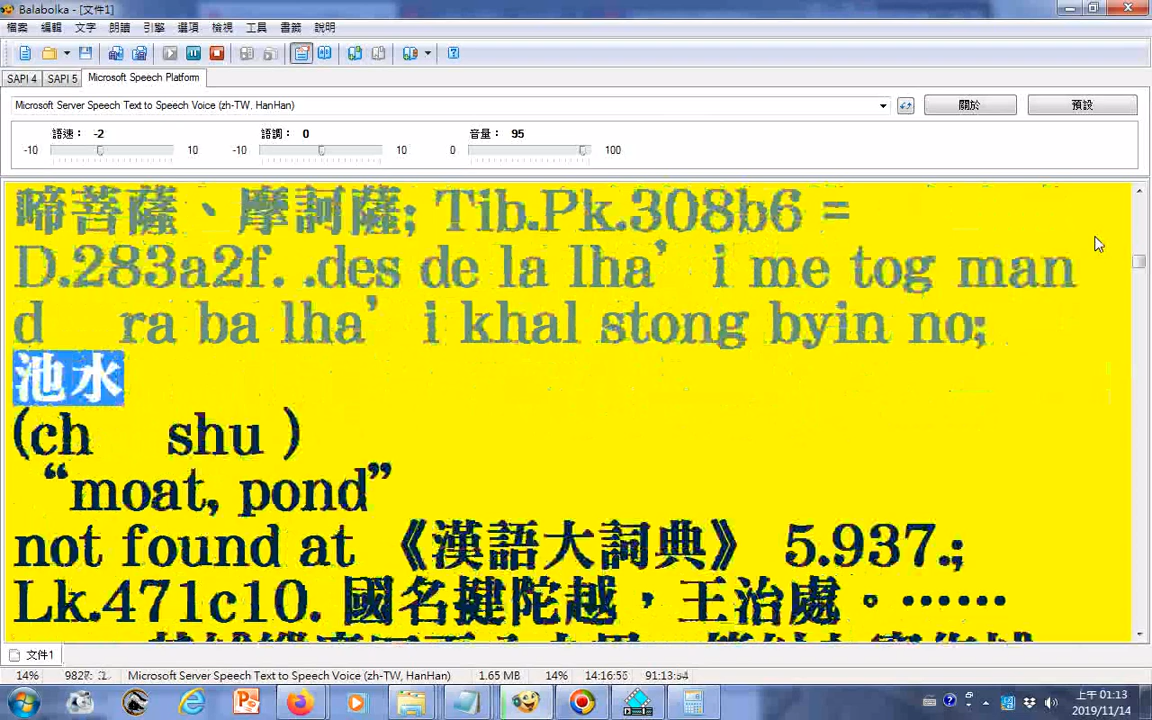 Balabolka - [文件1]
檔案 編輯 文字 朗讀 引擎 選項 檢視 工具 書籤 說明
SAPI 4 SAPI 5 Microsoft Speech Platform
Microsoft Server Speech Text to Speech Voice (zh-TW, HanHan)
關於 預設
語速： -2 語調： 0 音量： 95
-10 10 -10 10 0 100
啼菩薩、摩訶薩; Tib.Pk.308b6 =
D.283a2f. .des de la lha’i me tog man
d ra ba lha’i khal stong byin no;
池水
(ch shu )
“moat, pond”
not found at 《漢語大詞典》 5.937.;
Lk.471c10. 國名揵陀越，王治處。……
文件1
14% Microsoft Server Speech Text to Speech Voice (zh-TW, HanHan) 1.65 MB 14% 14:16:55
上午 01:13
2019/11/14